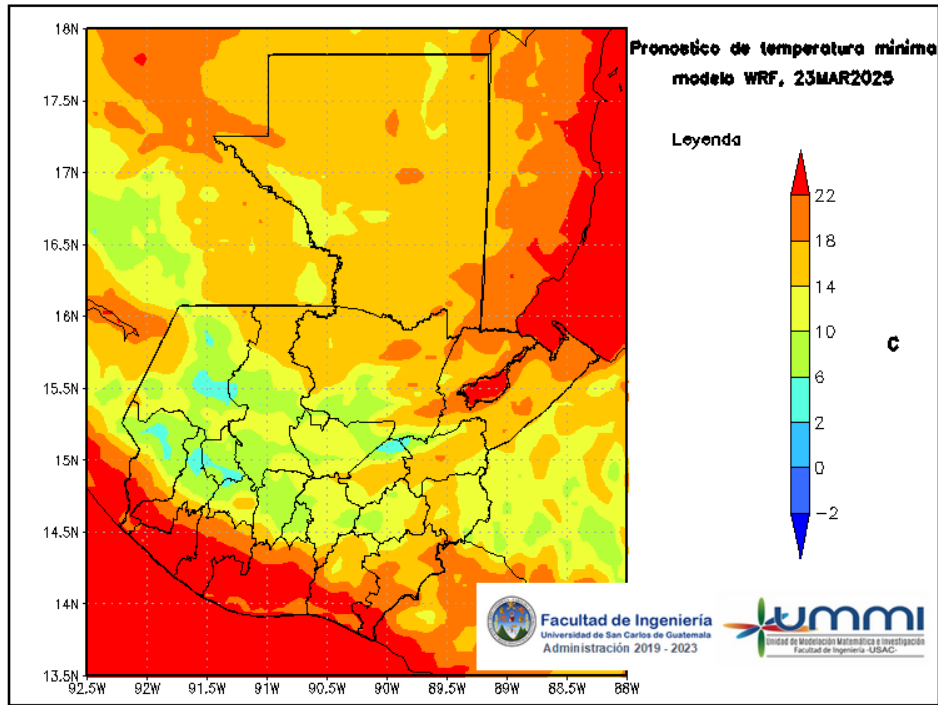 Pronostico de temperatura minima
modelo WRF, 23MAR2025
Leyenda
22
18
14
10
6
2
0
−2
C
18N
17.5N
17N
16.5N
16N
15.5N
15N
14.5N
14N
13.5N
92.5W 92W 91.5W 91W 90.5W 90W 89.5W 89W 88.5W 88W
Facultad de Ingeniería
Universidad de San Carlos de Guatemala
Administración 2019 - 2023
ummi
Unidad de Modelación Matemática e Investigación
Facultad de Ingeniería -USAC-